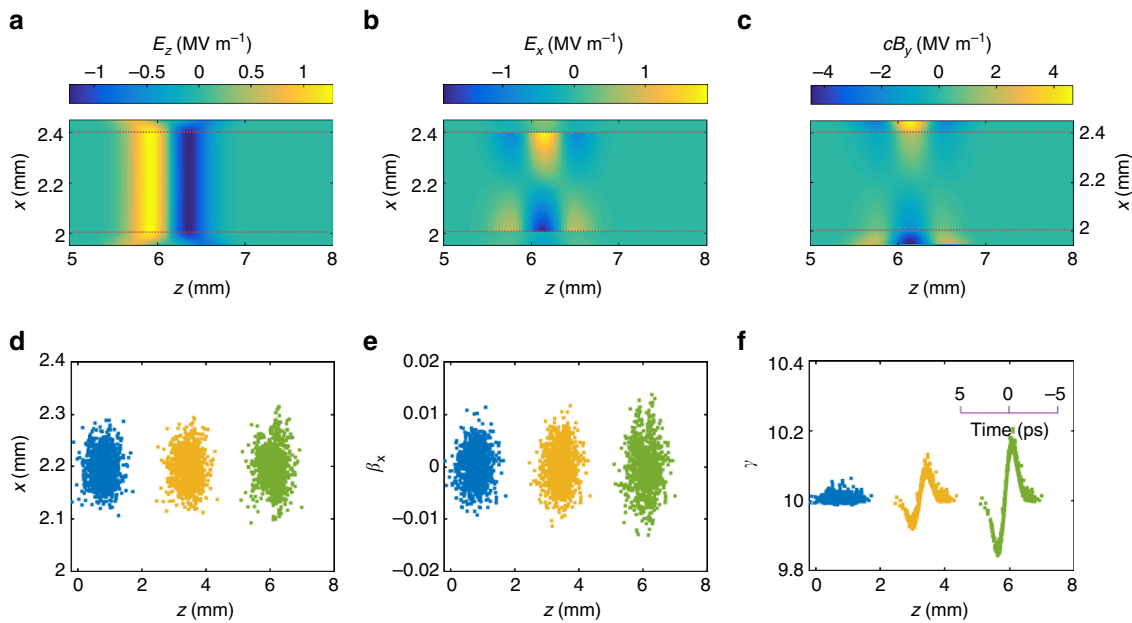 a
E_z (MV m⁻¹)
−1 −0.5 0 0.5 1
2.4
2.2
2
x (mm)
5 6 7 8
z (mm)
b
E_x (MV m⁻¹)
−1 0 1
5 6 7 8
z (mm)
c
cB_y (MV m⁻¹)
−4 −2 0 2 4
2.4
2.2
2
x (mm)
5 6 7 8
z (mm)
d
2.4
2.3
2.2
2.1
2
x (mm)
0 2 4 6 8
z (mm)
e
0.02
0.01
0
−0.01
−0.02
βₓ
0 2 4 6 8
z (mm)
f
10.4
10.2
10
9.8
γ
5 0 −5
Time (ps)
0 2 4 6 8
z (mm)